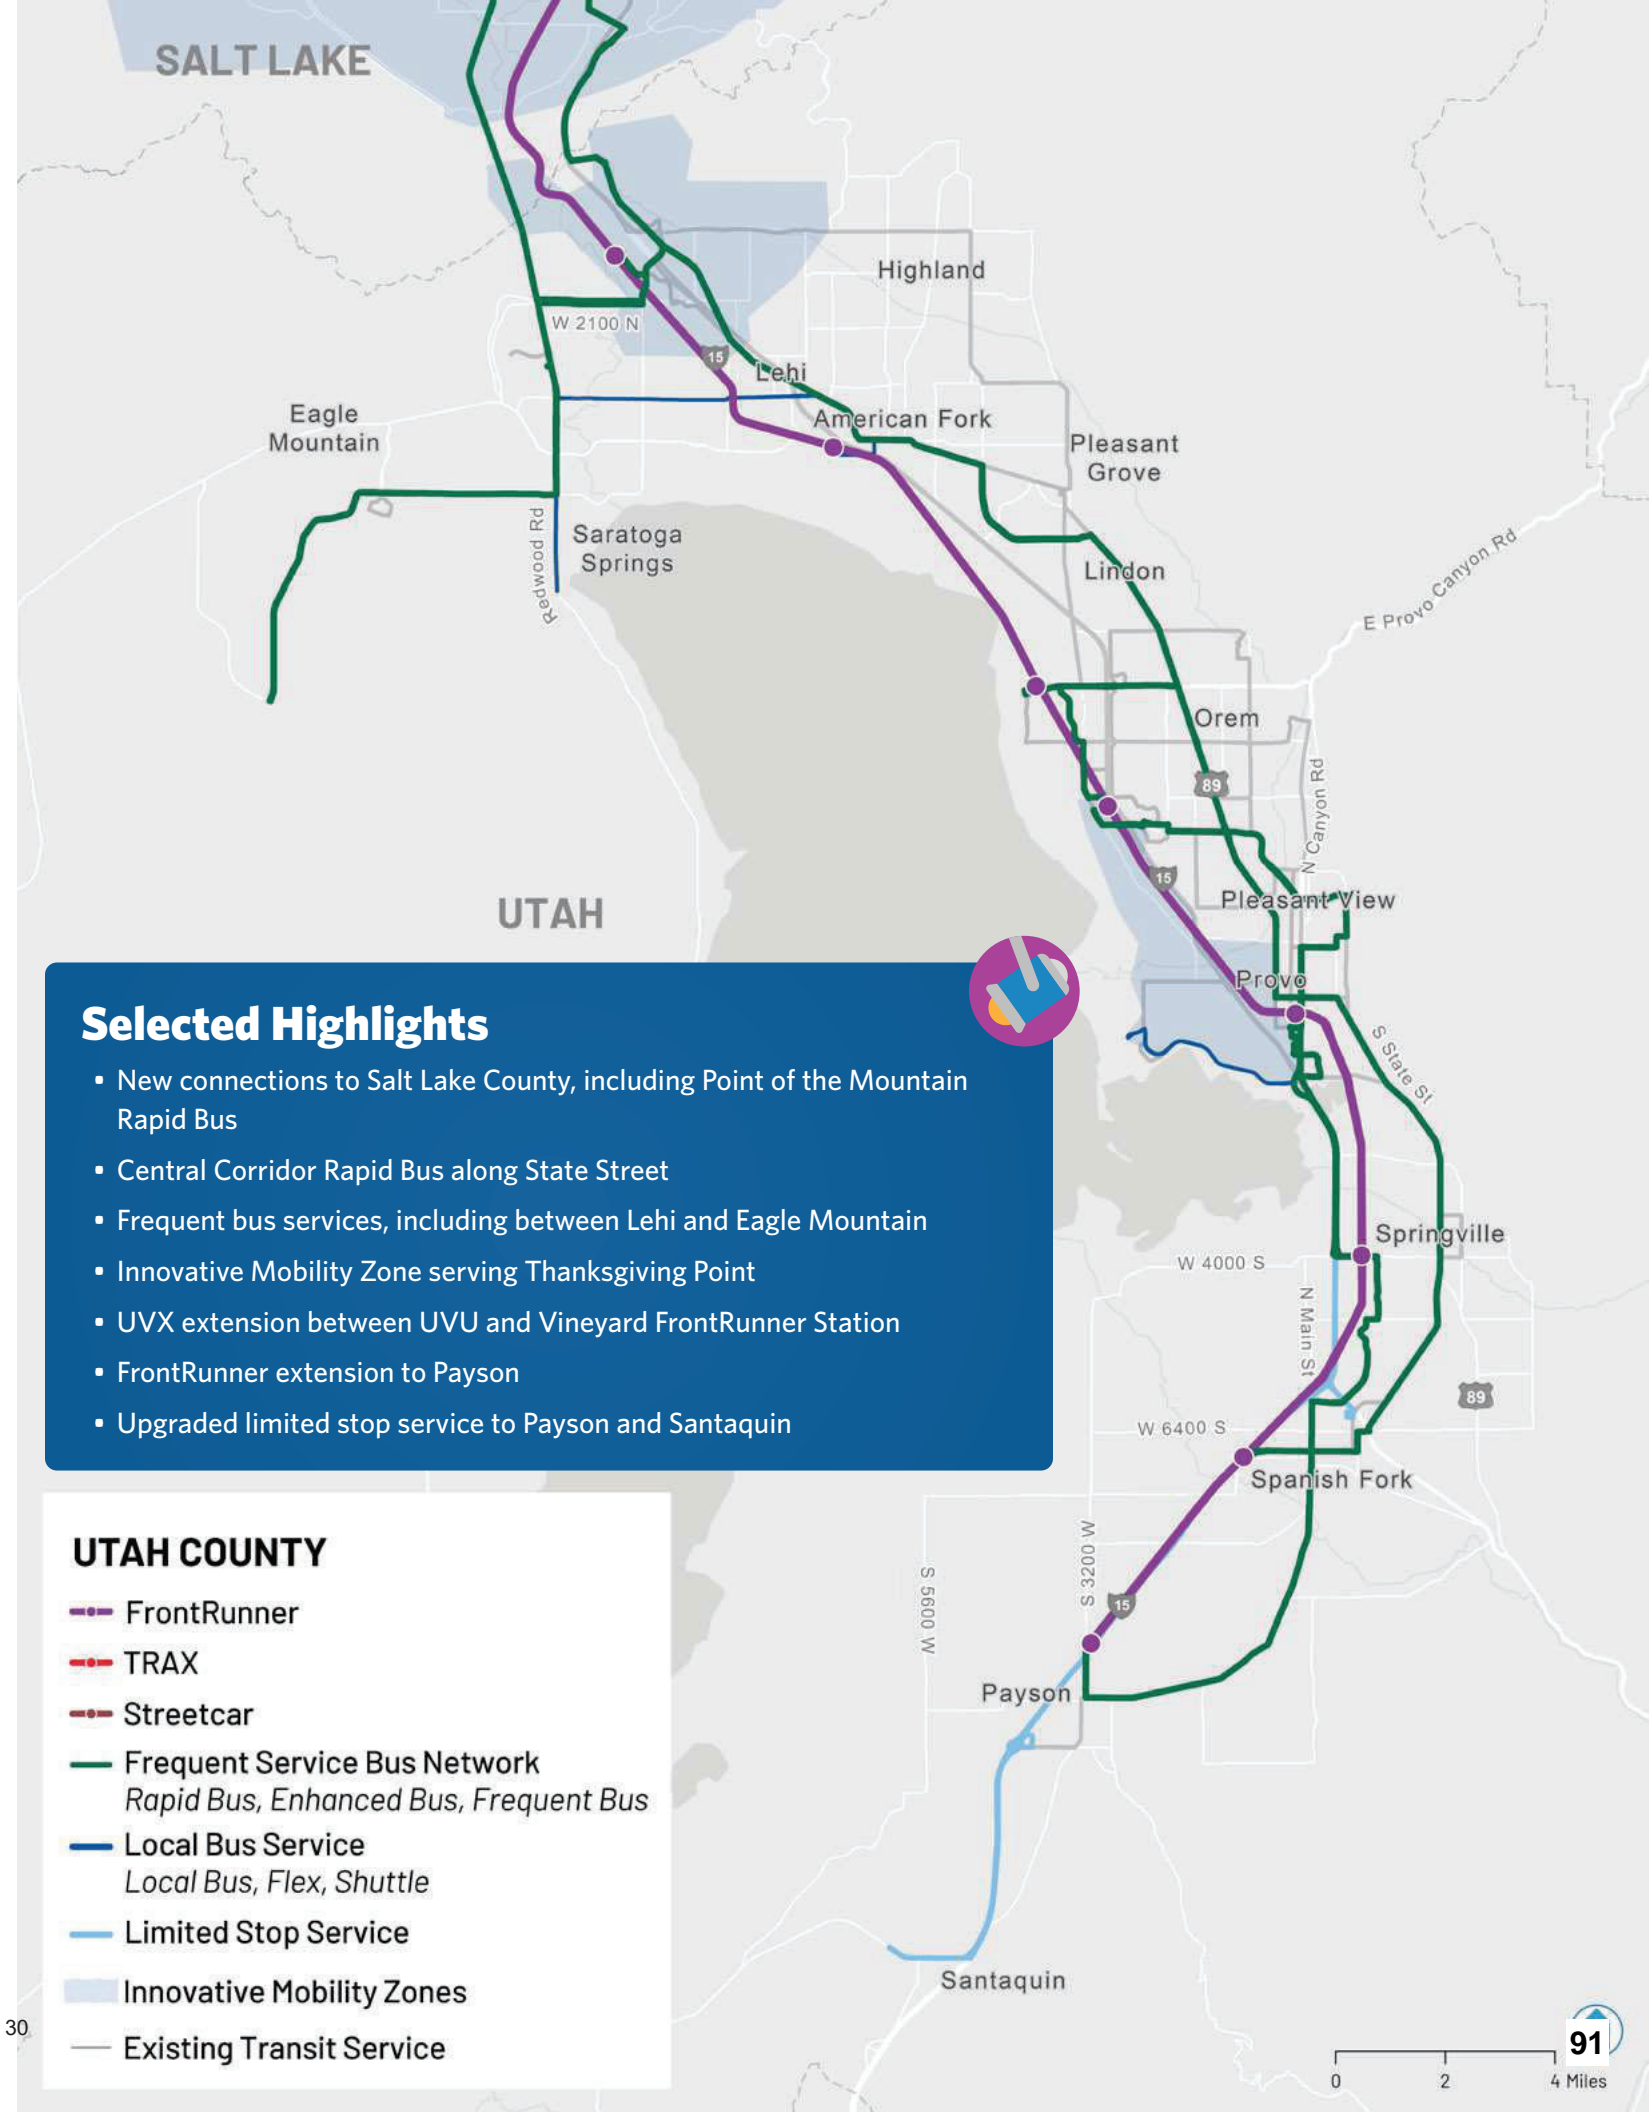 SALT LAKE
Highland
W 2100 N
15
Lehi
Eagle
Mountain
American Fork
Pleasant
Grove
Redwood Rd
Saratoga
Springs
E Provo Canyon Rd
Lindon
Orem
89
N Canyon Rd
15
UTAH
Pleasant View
Provo
S State St
Selected Highlights
• New connections to Salt Lake County, including Point of the Mountain
Rapid Bus
• Central Corridor Rapid Bus along State Street
• Frequent bus services, including between Lehi and Eagle Mountain
• Innovative Mobility Zone serving Thanksgiving Point
• UVX extension between UVU and Vineyard FrontRunner Station
• FrontRunner extension to Payson
• Upgraded limited stop service to Payson and Santaquin
Springville
W 4000 S
N Main St
89
W 6400 S
Spanish Fork
S 5600 W
S 3200 W
15
Payson
Santaquin
UTAH COUNTY
FrontRunner
TRAX
Streetcar
Frequent Service Bus Network
Rapid Bus, Enhanced Bus, Frequent Bus
Local Bus Service
Local Bus, Flex, Shuttle
Limited Stop Service
Innovative Mobility Zones
Existing Transit Service
30
91
0 2 4 Miles